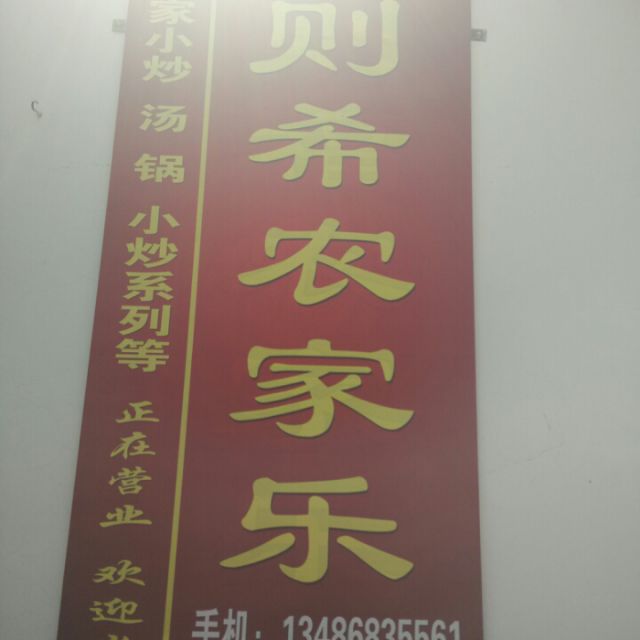 则希农家乐
家小炒 汤锅 小炒系列等 正在营业 欢迎
手机：13486835561